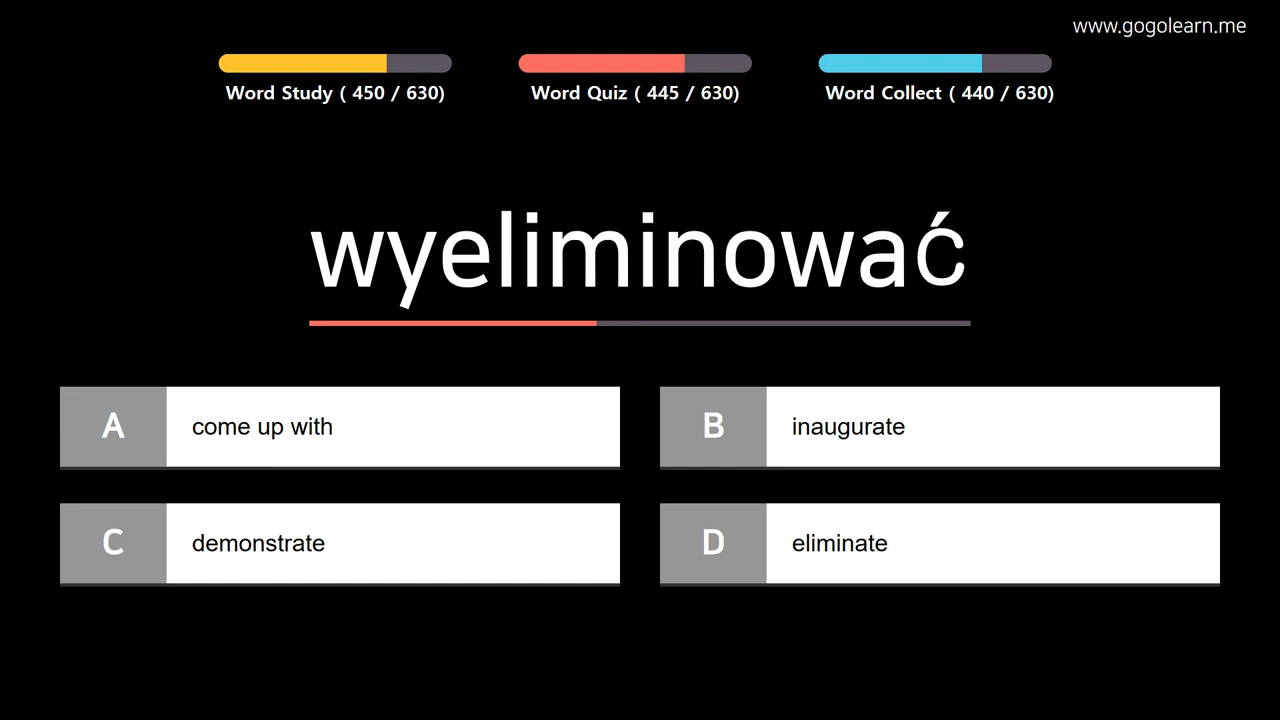 www.gogolearn.me
Word Study ( 450 / 630)
Word Quiz ( 445 / 630)
Word Collect ( 440 / 630)
wyeliminować
A
come up with
B
inaugurate
C
demonstrate
D
eliminate